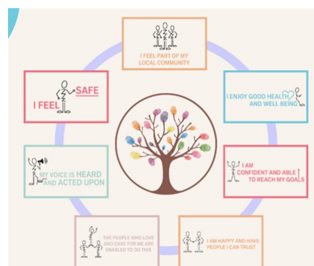 I FEEL PART OF MY
LOCAL COMMUNITY
I FEEL SAFE
I ENJOY GOOD HEALTH
AND WELL BEING
MY VOICE IS HEARD
AND ACTED UPON
I AM
CONFIDENT AND ABLE
TO REACH MY GOALS
THE PEOPLE WHO LOVE
AND CARE FOR ME ARE
ENABLED TO DO THIS
I AM HAPPY AND HAVE
PEOPLE I CAN TRUST